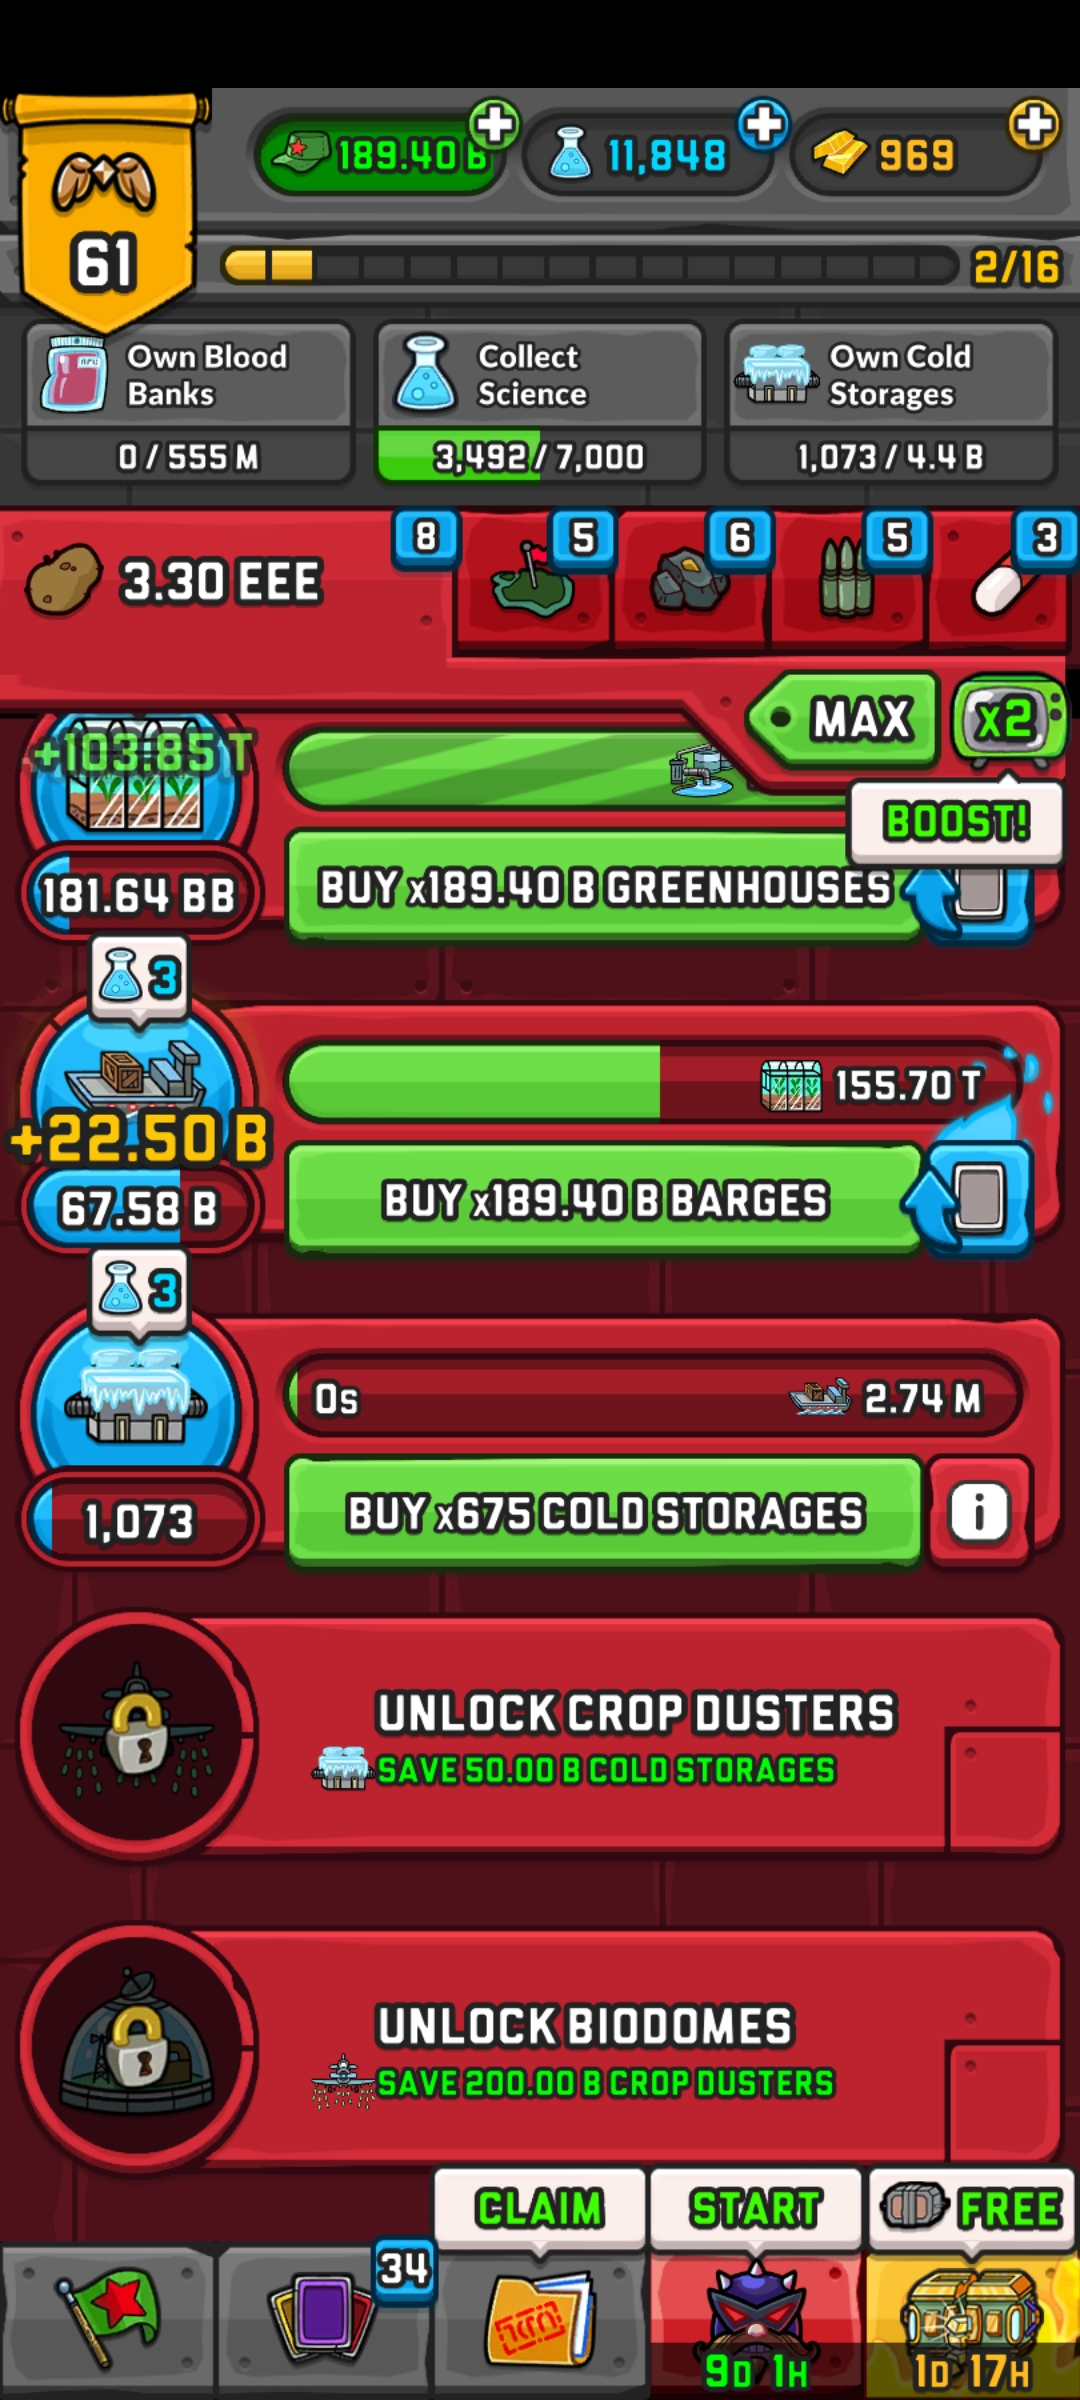 61
189.40 B
11,848
969
2/16
Own Blood
Banks
0 / 555 M
Collect
Science
3,492 / 7,000
Own Cold
Storages
1,073 / 4.4 B
3.30 EEE
8
5
6
5
3
MAX
x2
BOOST!
+103.85 T
181.64 BB
BUY x189.40 B GREENHOUSES
3
+22.50 B
67.58 B
155.70 T
BUY x189.40 B BARGES
3
0s
2.74 M
1,073
BUY x675 COLD STORAGES
i
UNLOCK CROP DUSTERS
SAVE 50.00 B COLD STORAGES
UNLOCK BIODOMES
SAVE 200.00 B CROP DUSTERS
CLAIM
START
FREE
34
9D 1H
1D 17H